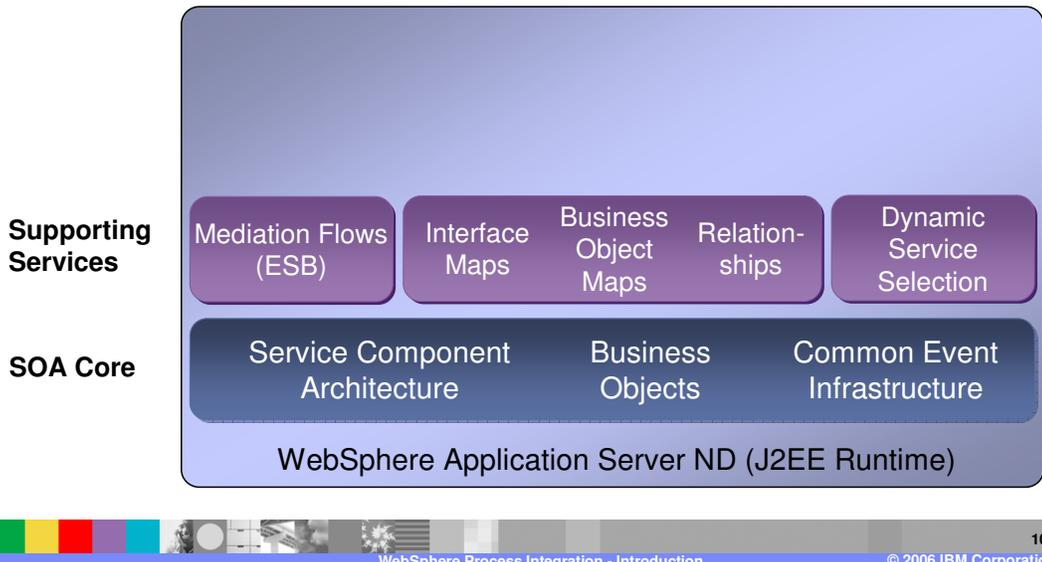 Supporting
Services
Mediation Flows
(ESB)
Interface
Maps
Business
Object
Maps
Relation-
ships
Dynamic
Service
Selection
SOA Core
Service Component
Architecture
Business
Objects
Common Event
Infrastructure
WebSphere Application Server ND (J2EE Runtime)
WebSphere Process Integration - Introduction
© 2006 IBM